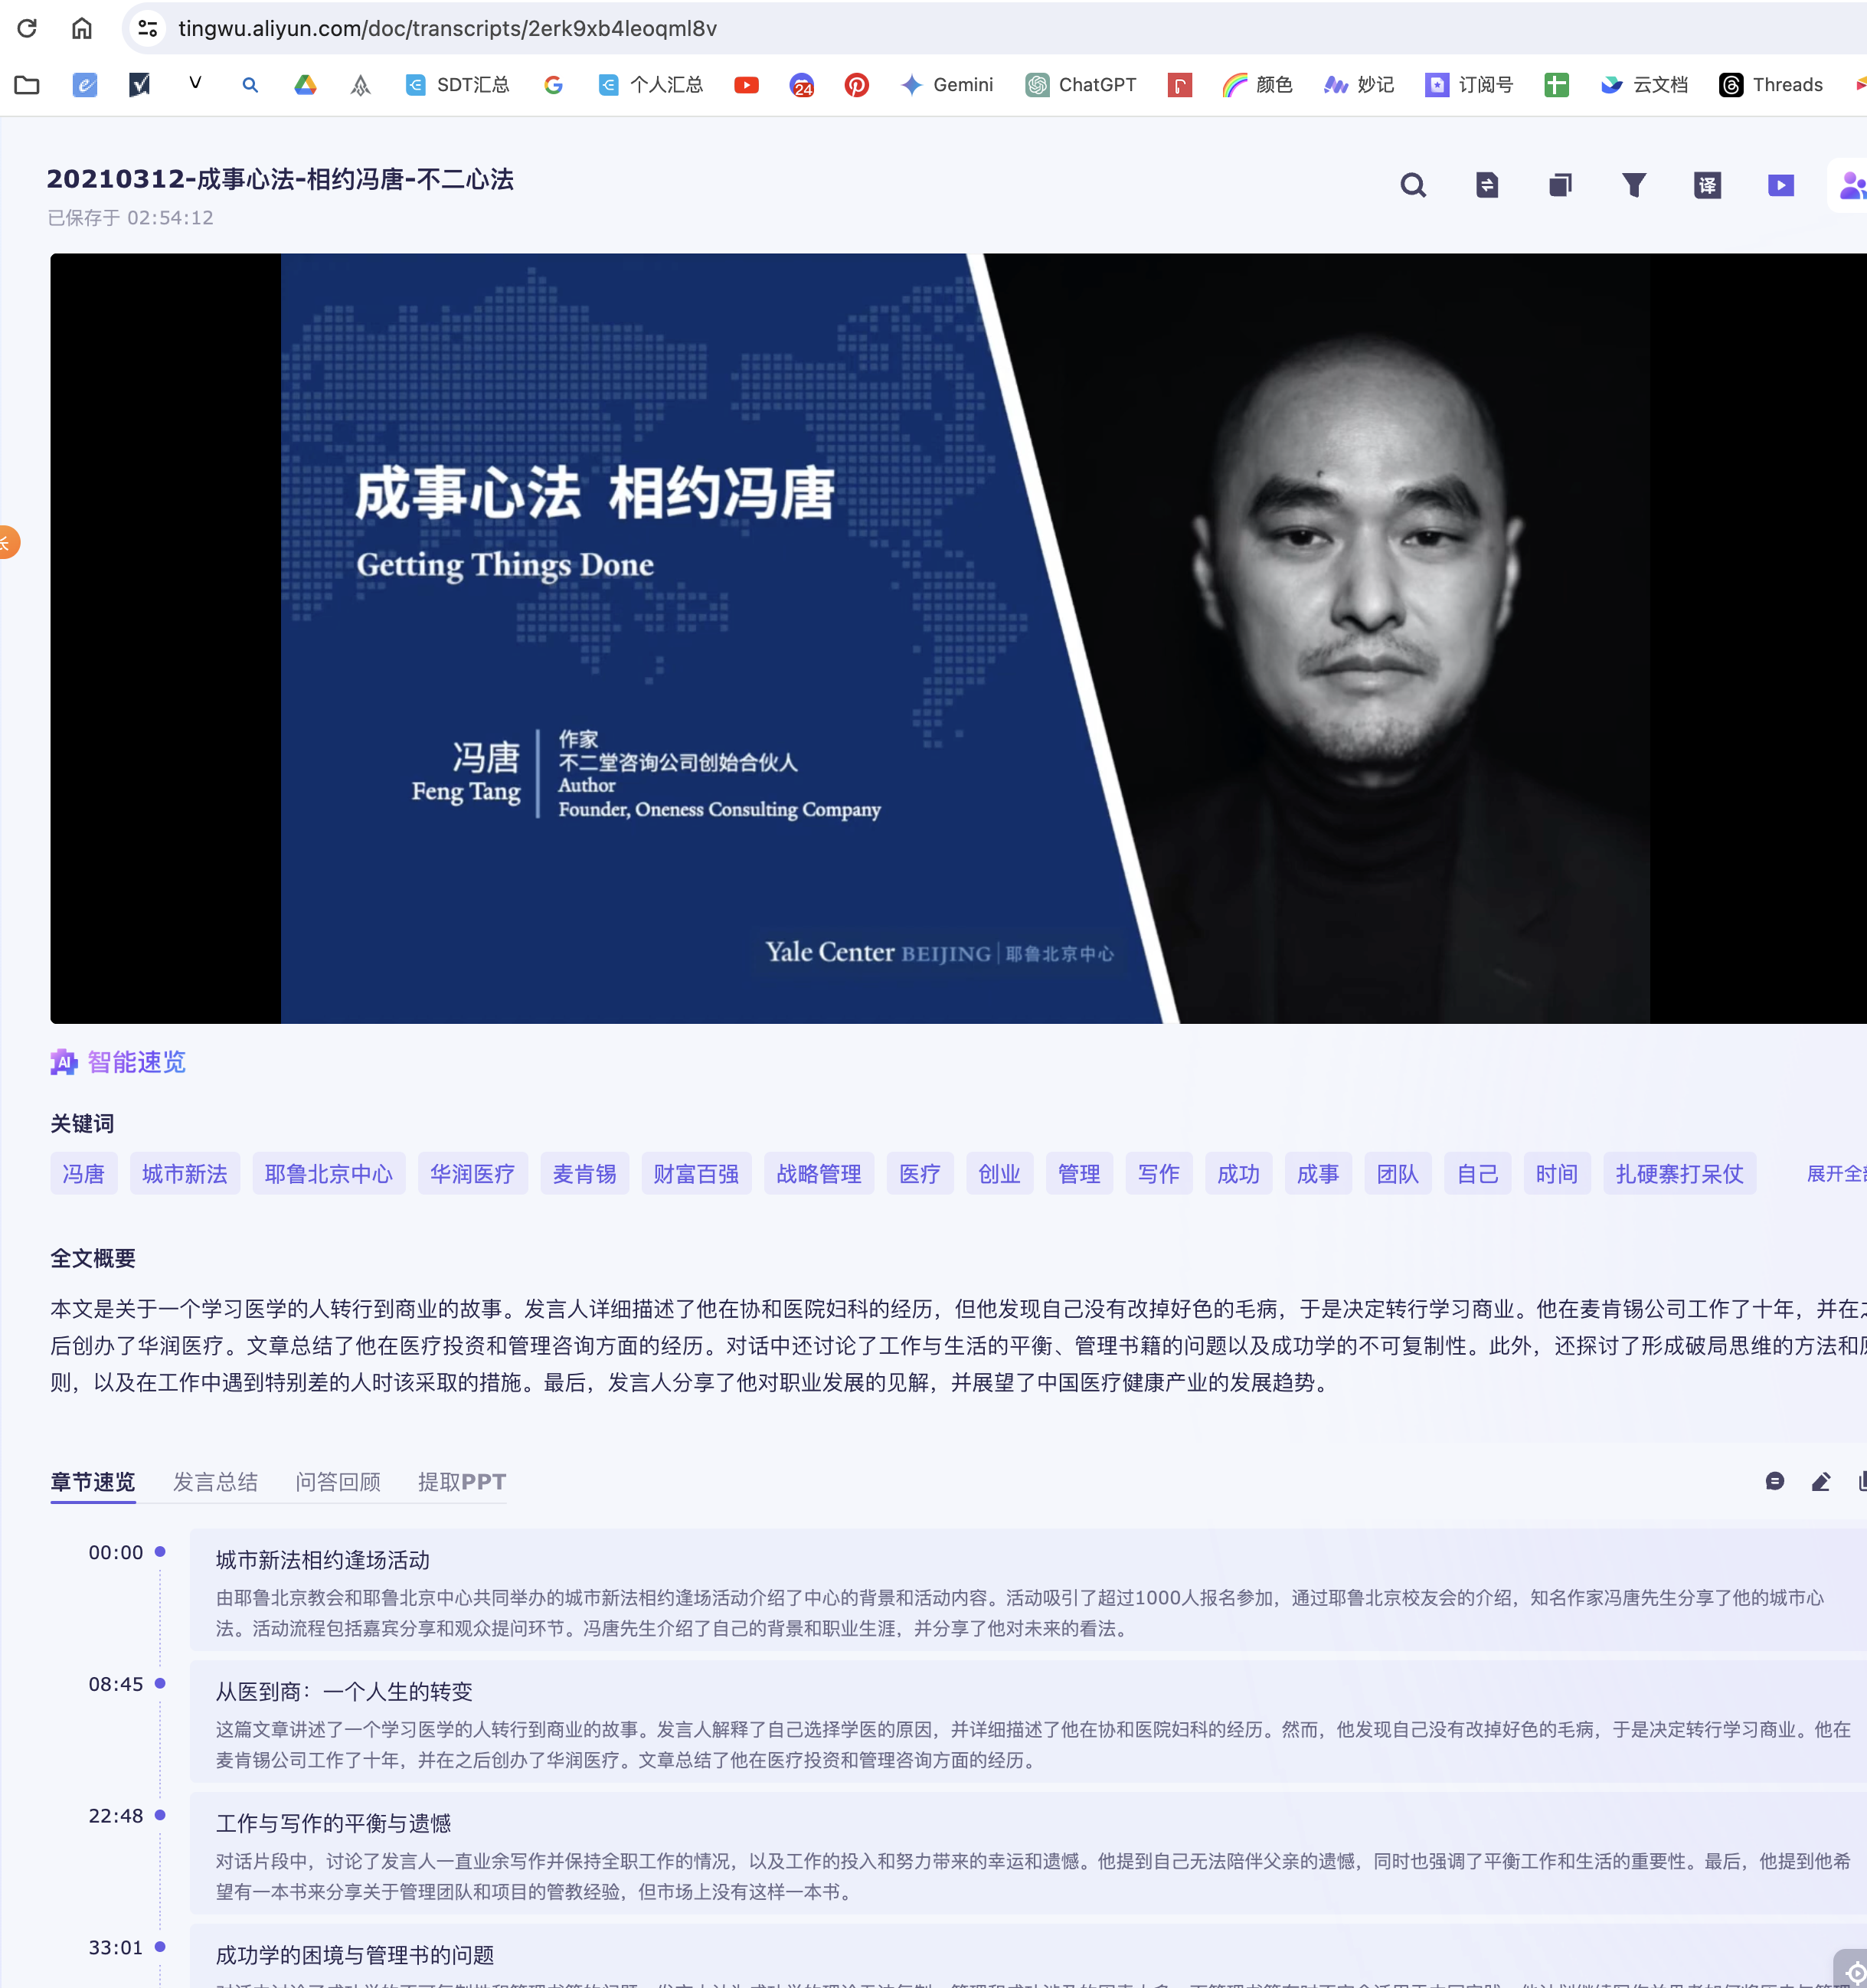 tingwu.aliyun.com/doc/transcripts/2erk9xb4leoqml8v
SDT汇总
个人汇总
24
Gemini
ChatGPT
颜色
妙记
订阅号
云文档
Threads
20210312-成事心法-相约冯唐-不二心法
已保存于 02:54:12
译
成事心法 相约冯唐
Getting Things Done
冯唐
Feng Tang
作家
不二堂咨询公司创始合伙人
Author
Founder, Oneness Consulting Company
Yale Center BEIJING | 耶鲁北京中心
AI 智能速览
关键词
冯唐 城市新法 耶鲁北京中心 华润医疗 麦肯锡 财富百强 战略管理 医疗 创业 管理 写作 成功 成事 团队 自己 时间 扎硬寨打呆仗 展开全
全文概要
本文是关于一个学习医学的人转行到商业的故事。发言人详细描述了他在协和医院妇科的经历，但他发现自己没有改掉好色的毛病，于是决定转行学习商业。他在麦肯锡公司工作了十年，并在之
后创办了华润医疗。文章总结了他在医疗投资和管理咨询方面的经历。对话中还讨论了工作与生活的平衡、管理书籍的问题以及成功学的不可复制性。此外，还探讨了形成破局思维的方法和原
则，以及在工作中遇到特别差的人时该采取的措施。最后，发言人分享了他对职业发展的见解，并展望了中国医疗健康产业的发展趋势。
章节速览 发言总结 问答回顾 提取PPT
00:00
城市新法相约逢场活动
由耶鲁北京教会和耶鲁北京中心共同举办的城市新法相约逢场活动介绍了中心的背景和活动内容。活动吸引了超过1000人报名参加，通过耶鲁北京校友会的介绍，知名作家冯唐先生分享了他的城市心
法。活动流程包括嘉宾分享和观众提问环节。冯唐先生介绍了自己的背景和职业生涯，并分享了他对未来的看法。
08:45
从医到商：一个人生的转变
这篇文章讲述了一个学习医学的人转行到商业的故事。发言人解释了自己选择学医的原因，并详细描述了他在协和医院妇科的经历。然而，他发现自己没有改掉好色的毛病，于是决定转行学习商业。他在
麦肯锡公司工作了十年，并在之后创办了华润医疗。文章总结了他在医疗投资和管理咨询方面的经历。
22:48
工作与写作的平衡与遗憾
对话片段中，讨论了发言人一直业余写作并保持全职工作的情况，以及工作的投入和努力带来的幸运和遗憾。他提到自己无法陪伴父亲的遗憾，同时也强调了平衡工作和生活的重要性。最后，他提到他希
望有一本书来分享关于管理团队和项目的管教经验，但市场上没有这样一本书。
33:01
成功学的困境与管理书的问题